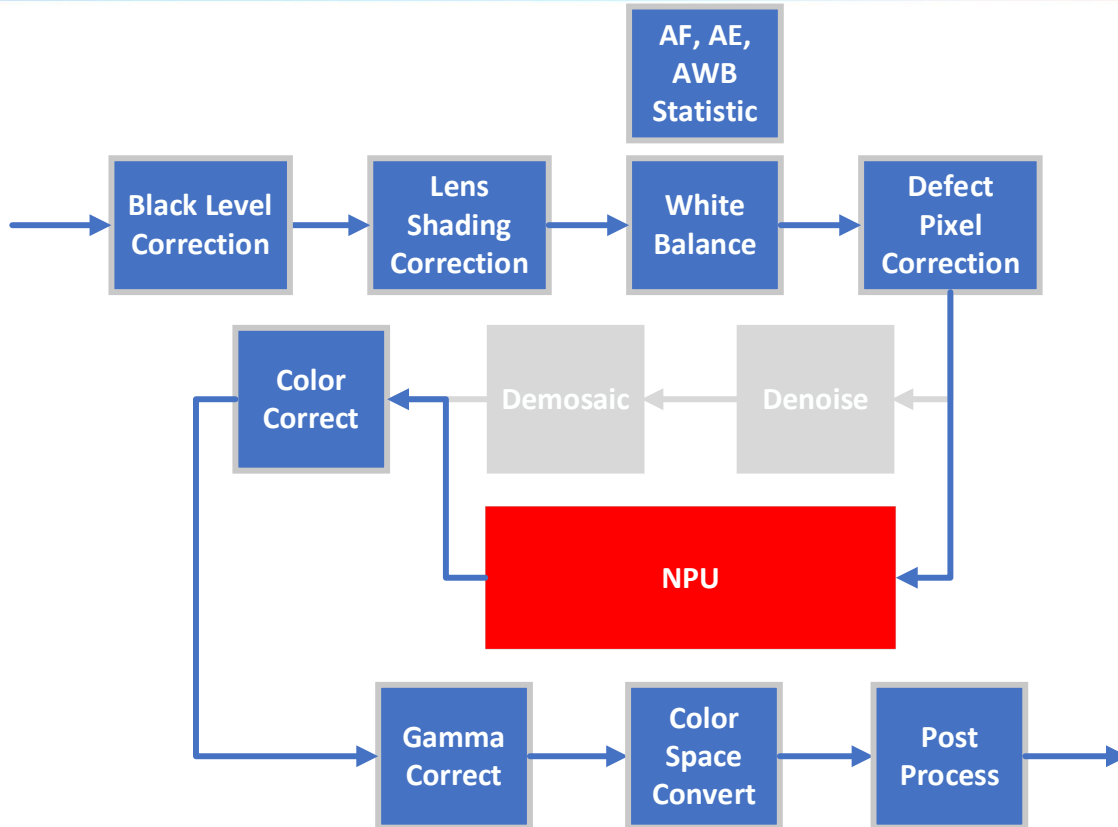 AF, AE,
AWB
Statistic
Black Level
Correction
Lens
Shading
Correction
White
Balance
Defect
Pixel
Correction
Color
Correct
Demosaic
Denoise
NPU
Gamma
Correct
Color
Space
Convert
Post
Process